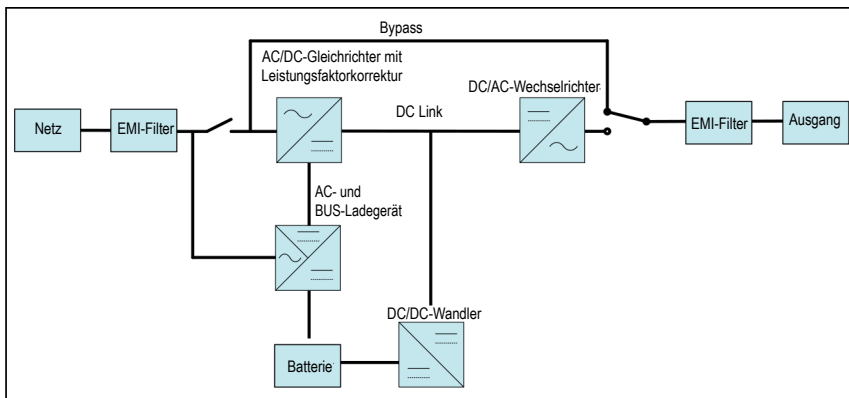 Bypass
AC/DC-Gleichrichter mit
Leistungsfaktorkorrektur
DC/AC-Wechselrichter
DC Link
Netz
EMI-Filter
EMI-Filter
Ausgang
AC- und
BUS-Ladegerät
DC/DC-Wandler
Batterie